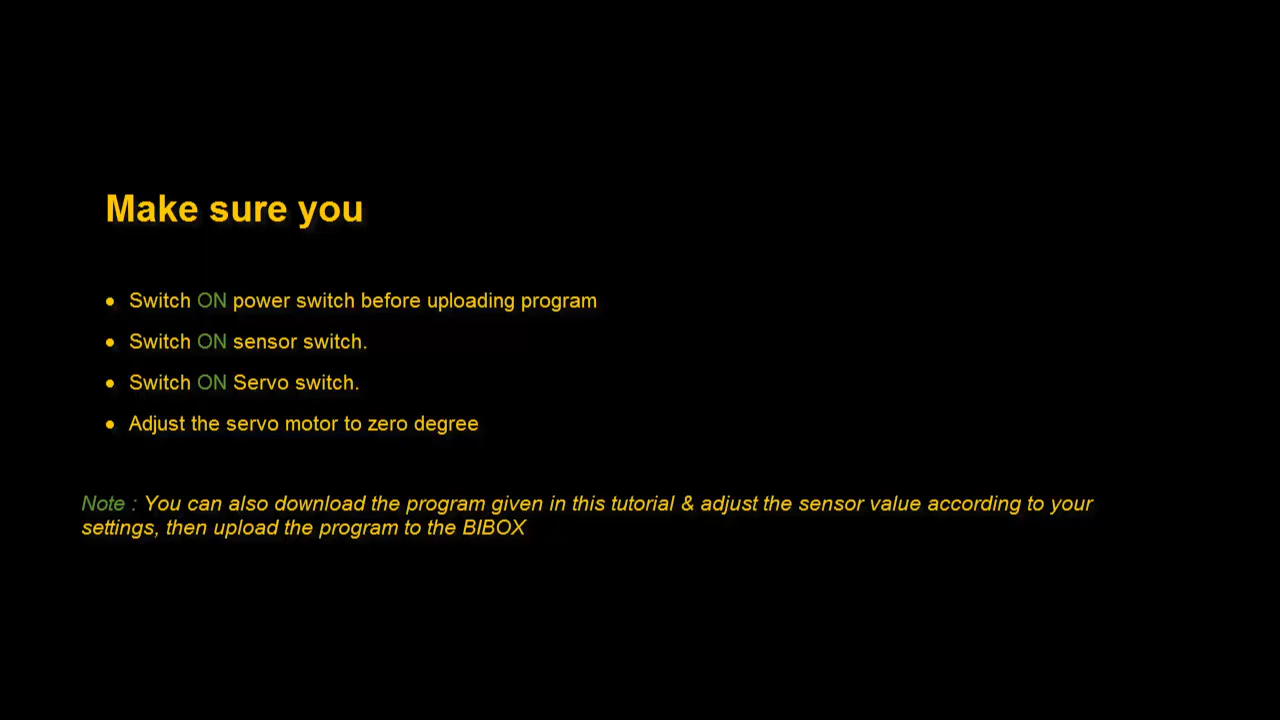 Make sure you
● Switch ON power switch before uploading program
● Switch ON sensor switch.
● Switch ON Servo switch.
● Adjust the servo motor to zero degree
Note : You can also download the program given in this tutorial & adjust the sensor value according to your
settings, then upload the program to the BIBOX